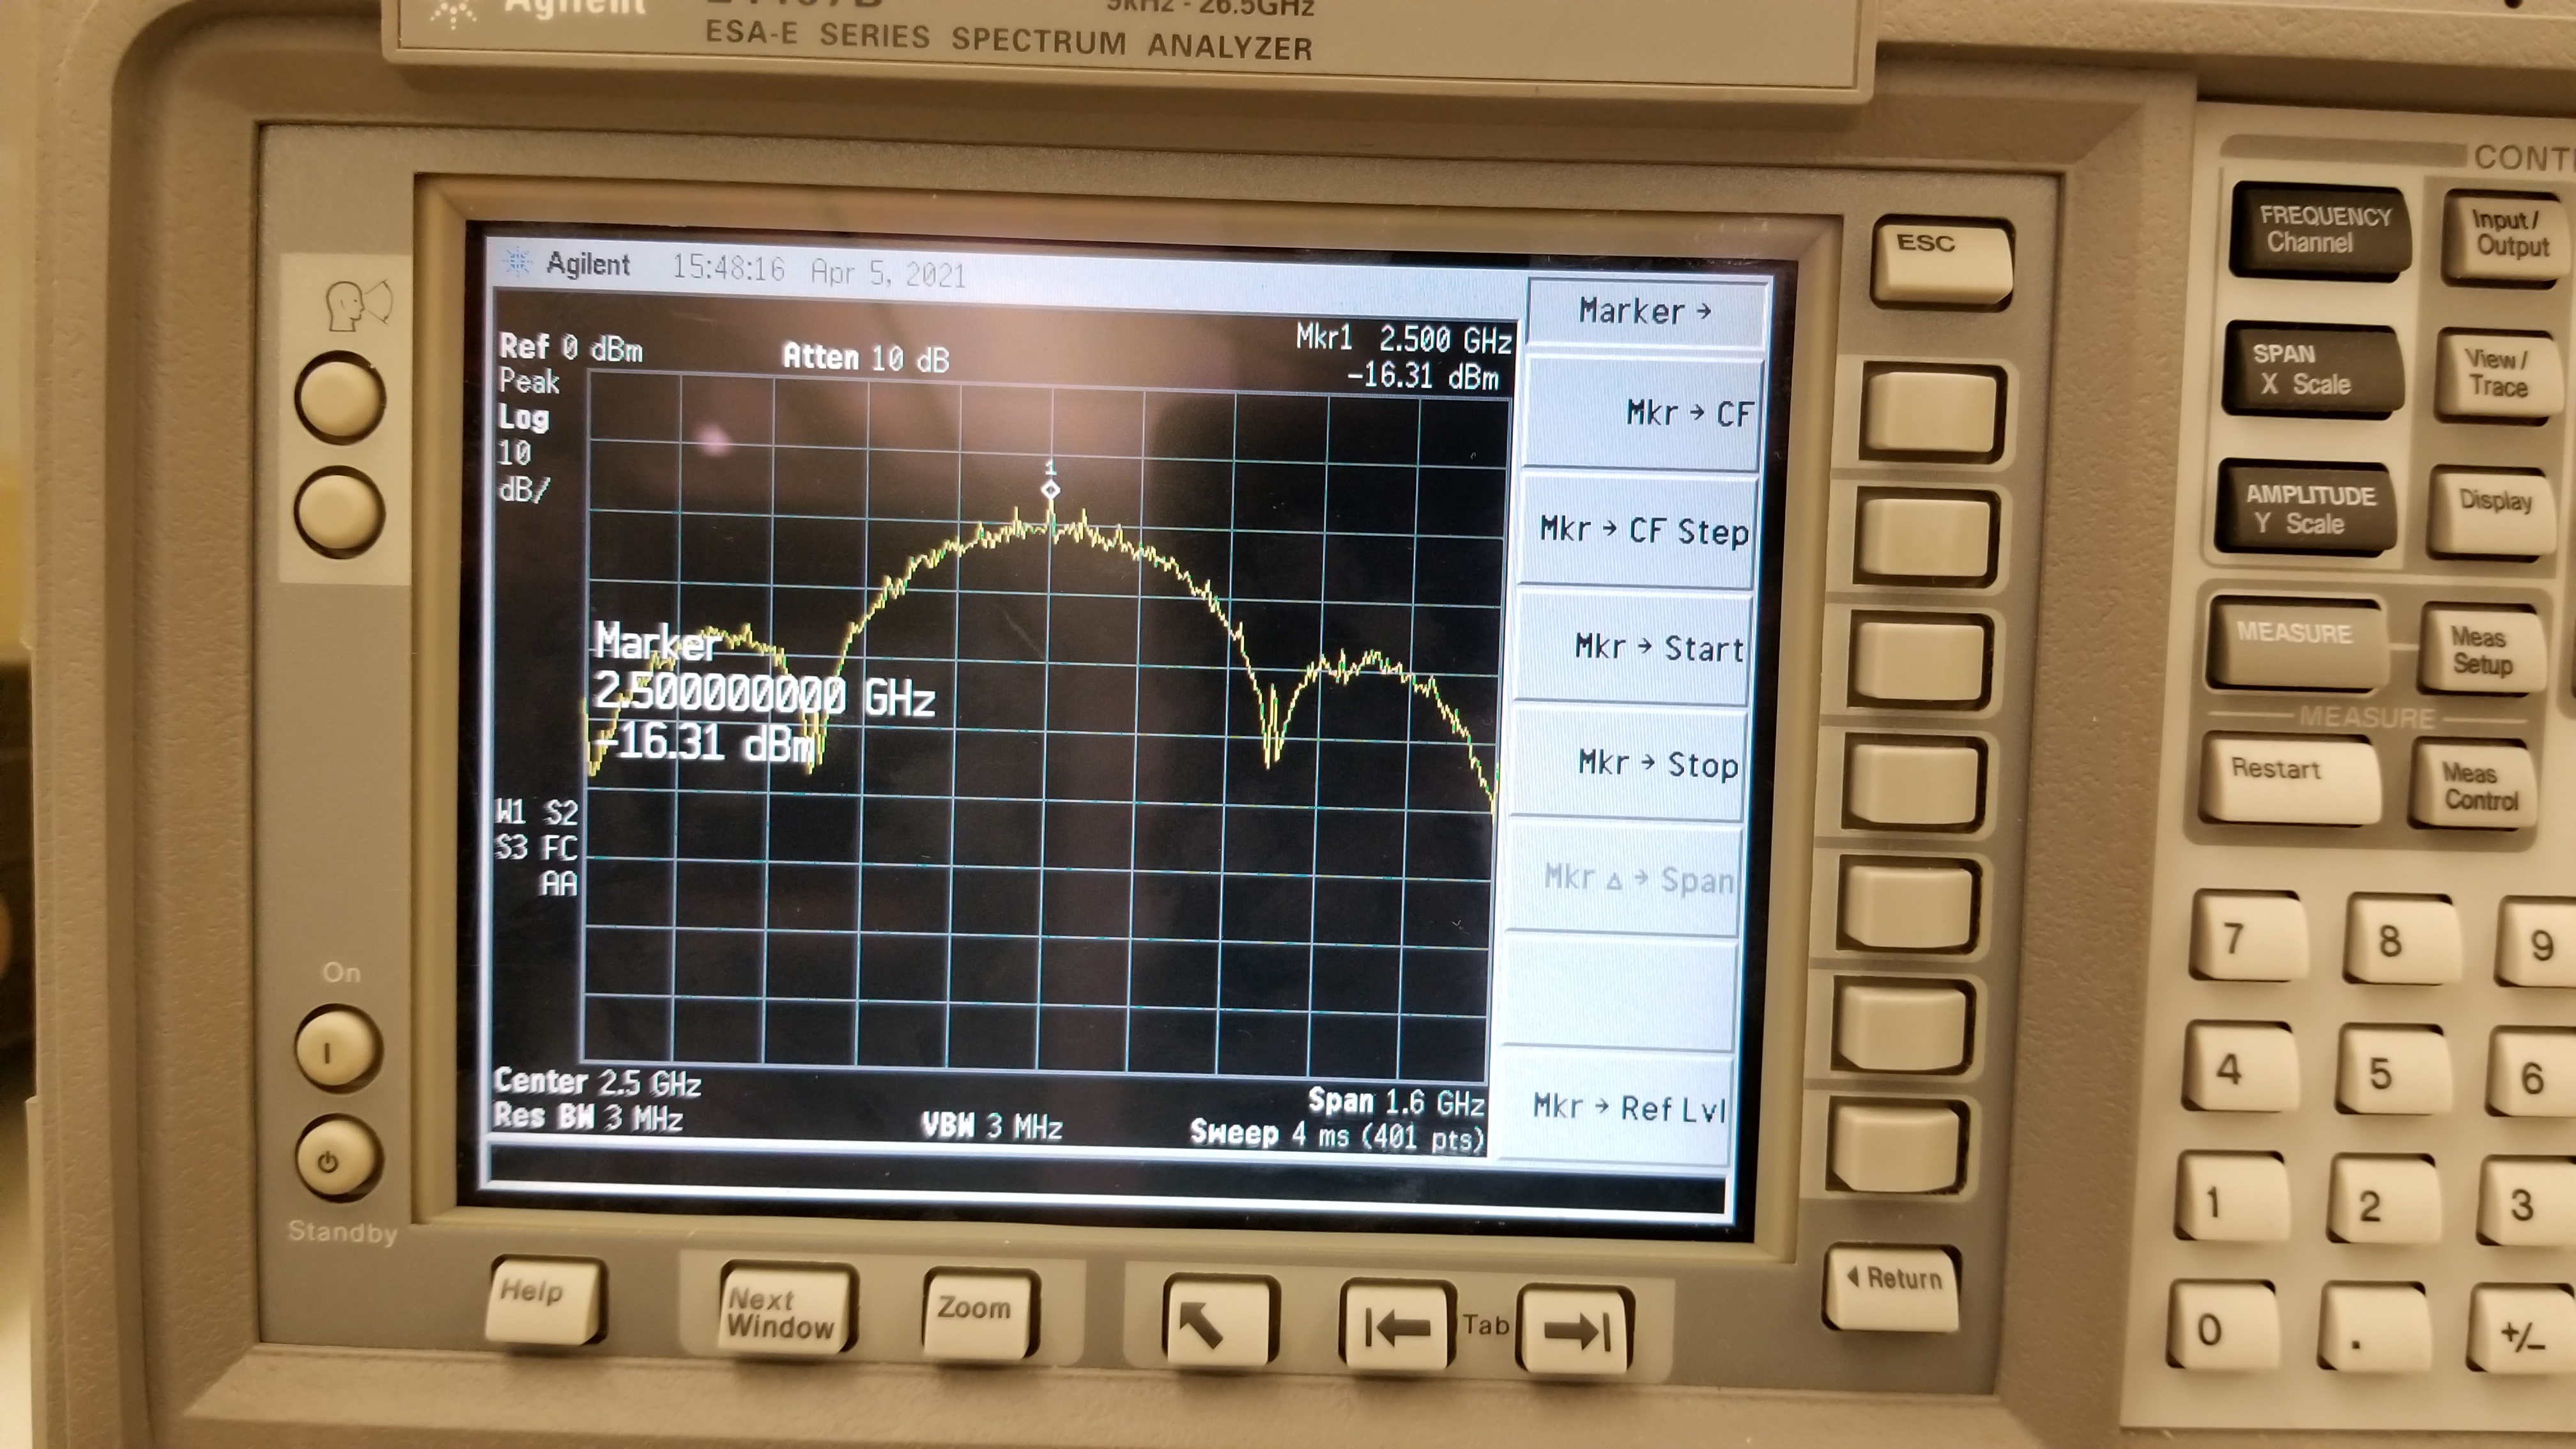 Agilent
9kHz - 26.5GHz
ESA-E SERIES SPECTRUM ANALYZER
Agilent 15:48:16 Apr 5, 2021
Marker →
Ref 0 dBm
Atten 10 dB
Mkr1 2.500 GHz
-16.31 dBm
Peak
Log
10
dB/
1
Marker
2.500000000 GHz
-16.31 dBm
W1 S2
S3 FC
AA
Center 2.5 GHz
Span 1.6 GHz
Res BW 3 MHz
VBW 3 MHz
Sweep 4 ms (401 pts)
Mkr → CF
Mkr → CF Step
Mkr → Start
Mkr → Stop
Mkr Δ → Span
Mkr → Ref Lvl
On
Standby
Help
Next
Window
Zoom
Tab
ESC
Return
FREQUENCY
Channel
Input/
Output
SPAN
X Scale
View/
Trace
AMPLITUDE
Y Scale
Display
MEASURE
Meas
Setup
MEASURE
Restart
Meas
Control
7 8 9
4 5 6
1 2 3
0 . +/-